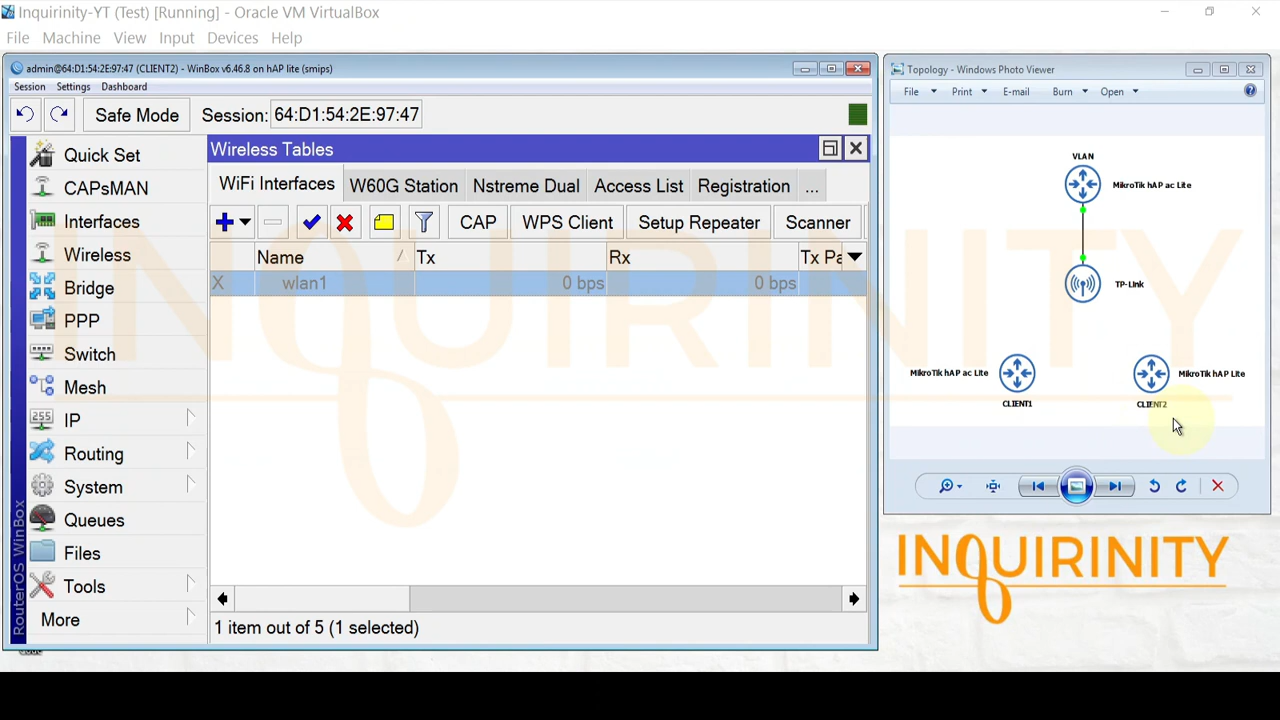 Inquirinity-YT (Test) [Running] - Oracle VM VirtualBox
File Machine View Input Devices Help
admin@64:D1:54:2E:97:47 (CLIENT2) - WinBox v6.46.8 on hAP lite (smips)
Session Settings Dashboard
Safe Mode Session: 64:D1:54:2E:97:47
Quick Set
CAPsMAN
Interfaces
Wireless
Bridge
PPP
Switch
Mesh
255 IP
Routing
System
Queues
Files
Tools
More
RouterOS WinBox
Wireless Tables
WiFi Interfaces W60G Station Nstreme Dual Access List Registration ...
CAP WPS Client Setup Repeater Scanner
Name / Tx Rx Tx Pa
X wlan1 0 bps 0 bps
1 item out of 5 (1 selected)
Topology - Windows Photo Viewer
File Print E-mail Burn Open
VLAN
MikroTik hAP ac Lite
TP-Link
MikroTik hAP ac Lite
CLIENT1
MikroTik hAP Lite
CLIENT2
INQUIRINITY
INQUIRINITY